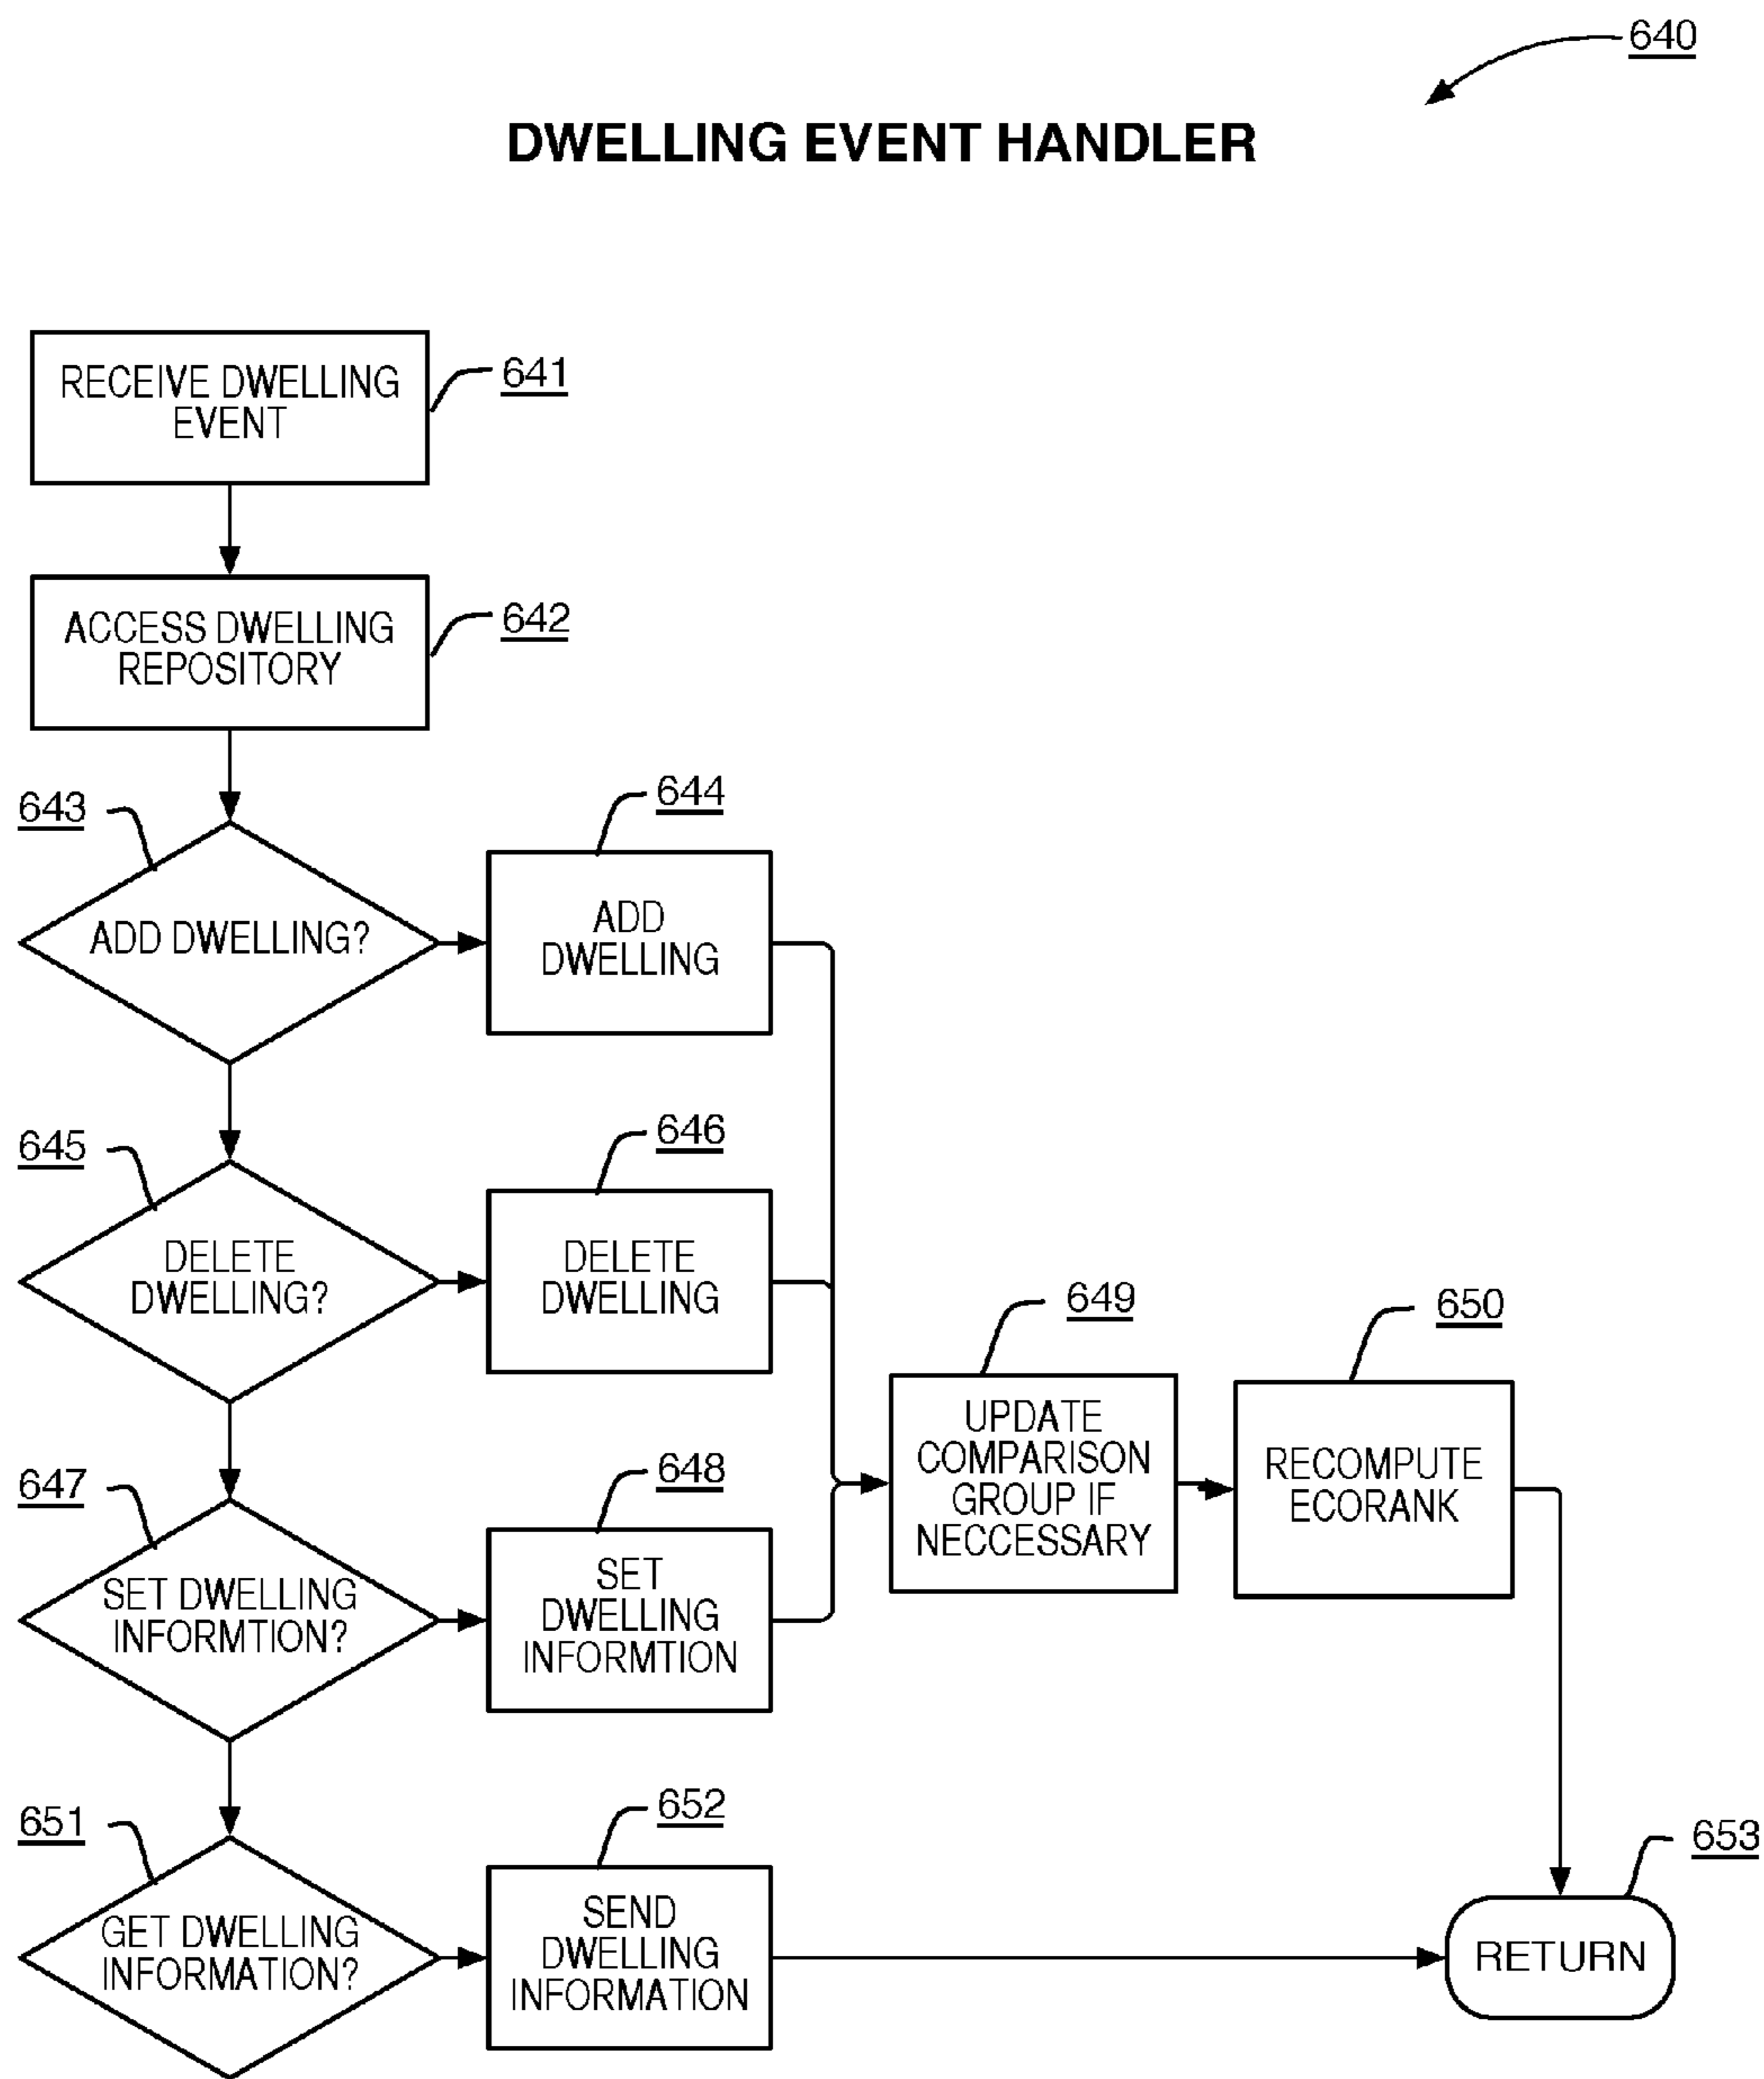 640
DWELLING EVENT HANDLER
RECEIVE DWELLING
EVENT
641
ACCESS DWELLING
REPOSITORY
642
643
ADD DWELLING?
644
ADD
DWELLING
645
DELETE
DWELLING?
646
DELETE
DWELLING
647
SET DWELLING
INFORMTION?
648
SET
DWELLING
INFORMTION
649
UPDATE
COMPARISON
GROUP IF
NECCESSARY
650
RECOMPUTE
ECORANK
651
GET DWELLING
INFORMATION?
652
SEND
DWELLING
INFORMATION
653
RETURN